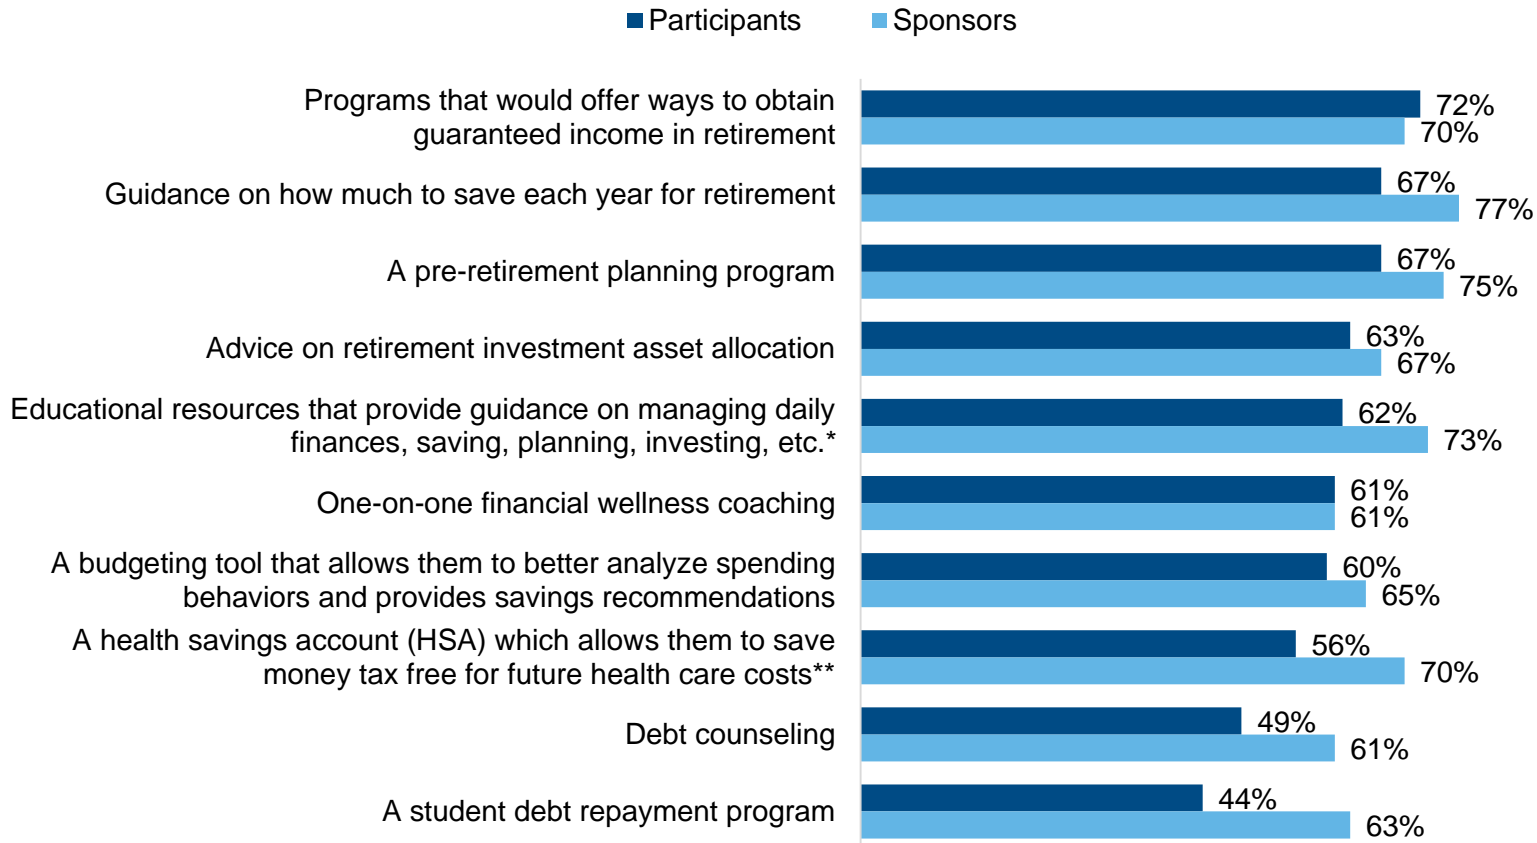 Participants Sponsors
Programs that would offer ways to obtain
guaranteed income in retirement
72%
70%
Guidance on how much to save each year for retirement
67%
77%
A pre-retirement planning program
67%
75%
Advice on retirement investment asset allocation
63%
67%
Educational resources that provide guidance on managing daily
finances, saving, planning, investing, etc.*
62%
73%
One-on-one financial wellness coaching
61%
61%
A budgeting tool that allows them to better analyze spending
behaviors and provides savings recommendations
60%
65%
A health savings account (HSA) which allows them to save
money tax free for future health care costs**
56%
70%
Debt counseling
49%
61%
A student debt repayment program
44%
63%